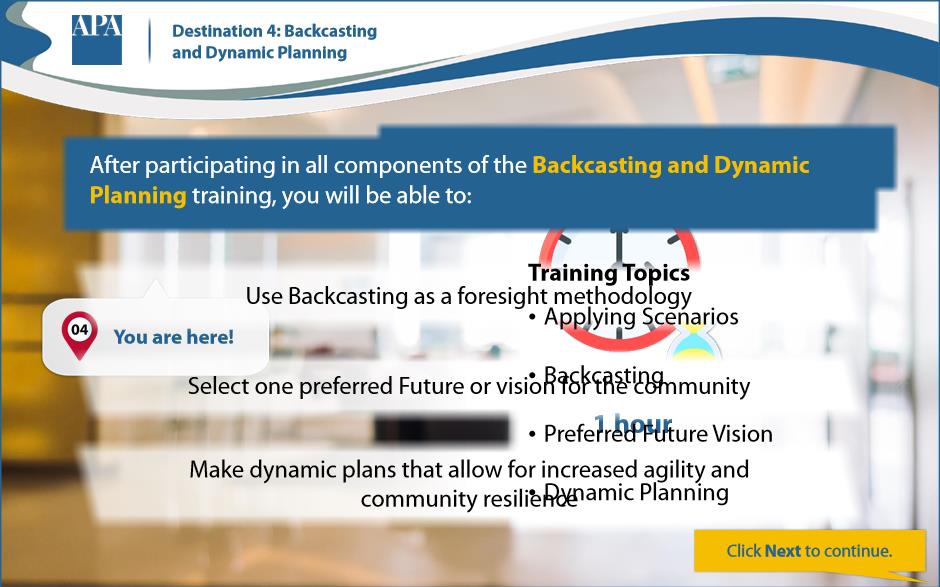 APA
Destination 4: Backcasting
and Dynamic Planning
After participating in all components of the Backcasting and Dynamic
Planning training, you will be able to:
Training Topics
Use Backcasting as a foresight methodology
• Applying Scenarios
04
You are here!
• Backcasting
Select one preferred Future or vision for the community
1 hour
• Preferred Future Vision
Make dynamic plans that allow for increased agility and
community resilience
• Dynamic Planning
Click Next to continue.